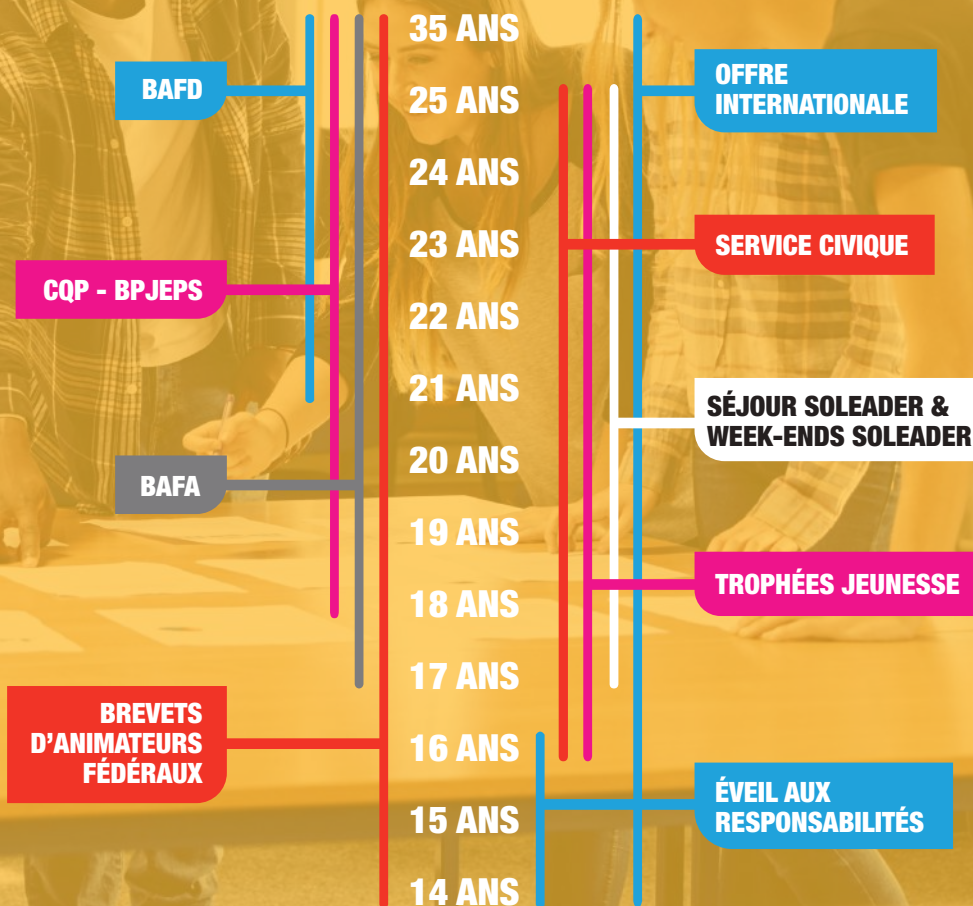 35 ANS
25 ANS
24 ANS
23 ANS
22 ANS
21 ANS
20 ANS
19 ANS
18 ANS
17 ANS
16 ANS
15 ANS
14 ANS
BAFD
CQP - BPJEPS
BAFA
BREVETS
D'ANIMATEURS
FÉDÉRAUX
OFFRE
INTERNATIONALE
SERVICE CIVIQUE
SÉJOUR SOLEADER &
WEEK-ENDS SOLEADER
TROPHÉES JEUNESSE
ÉVEIL AUX
RESPONSABILITÉS